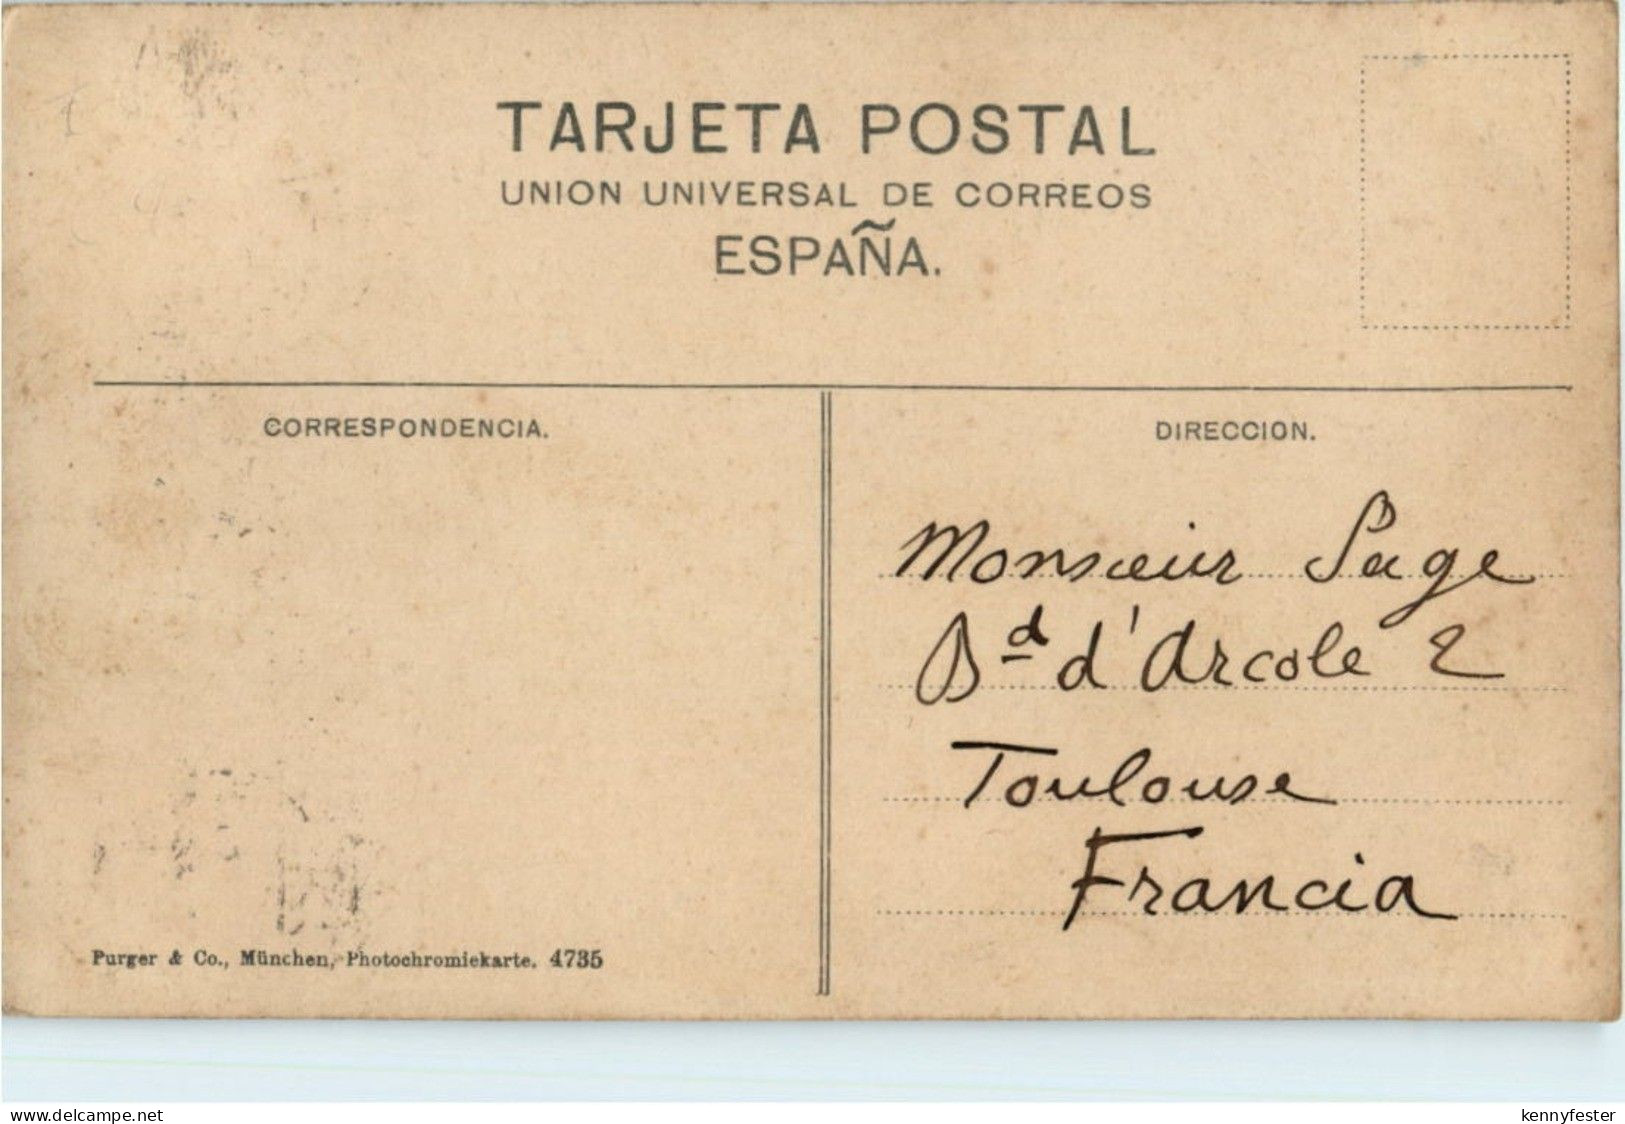 TARJETA POSTAL
UNION UNIVERSAL DE CORREOS
ESPAÑA.
CORRESPONDENCIA.
DIRECCION.
Monsieur Page
Bd d'Arcole 2
Toulouse
Francia
Purger & Co., München, Photochromiekarte. 4735
www.delcampe.net
kennyfester